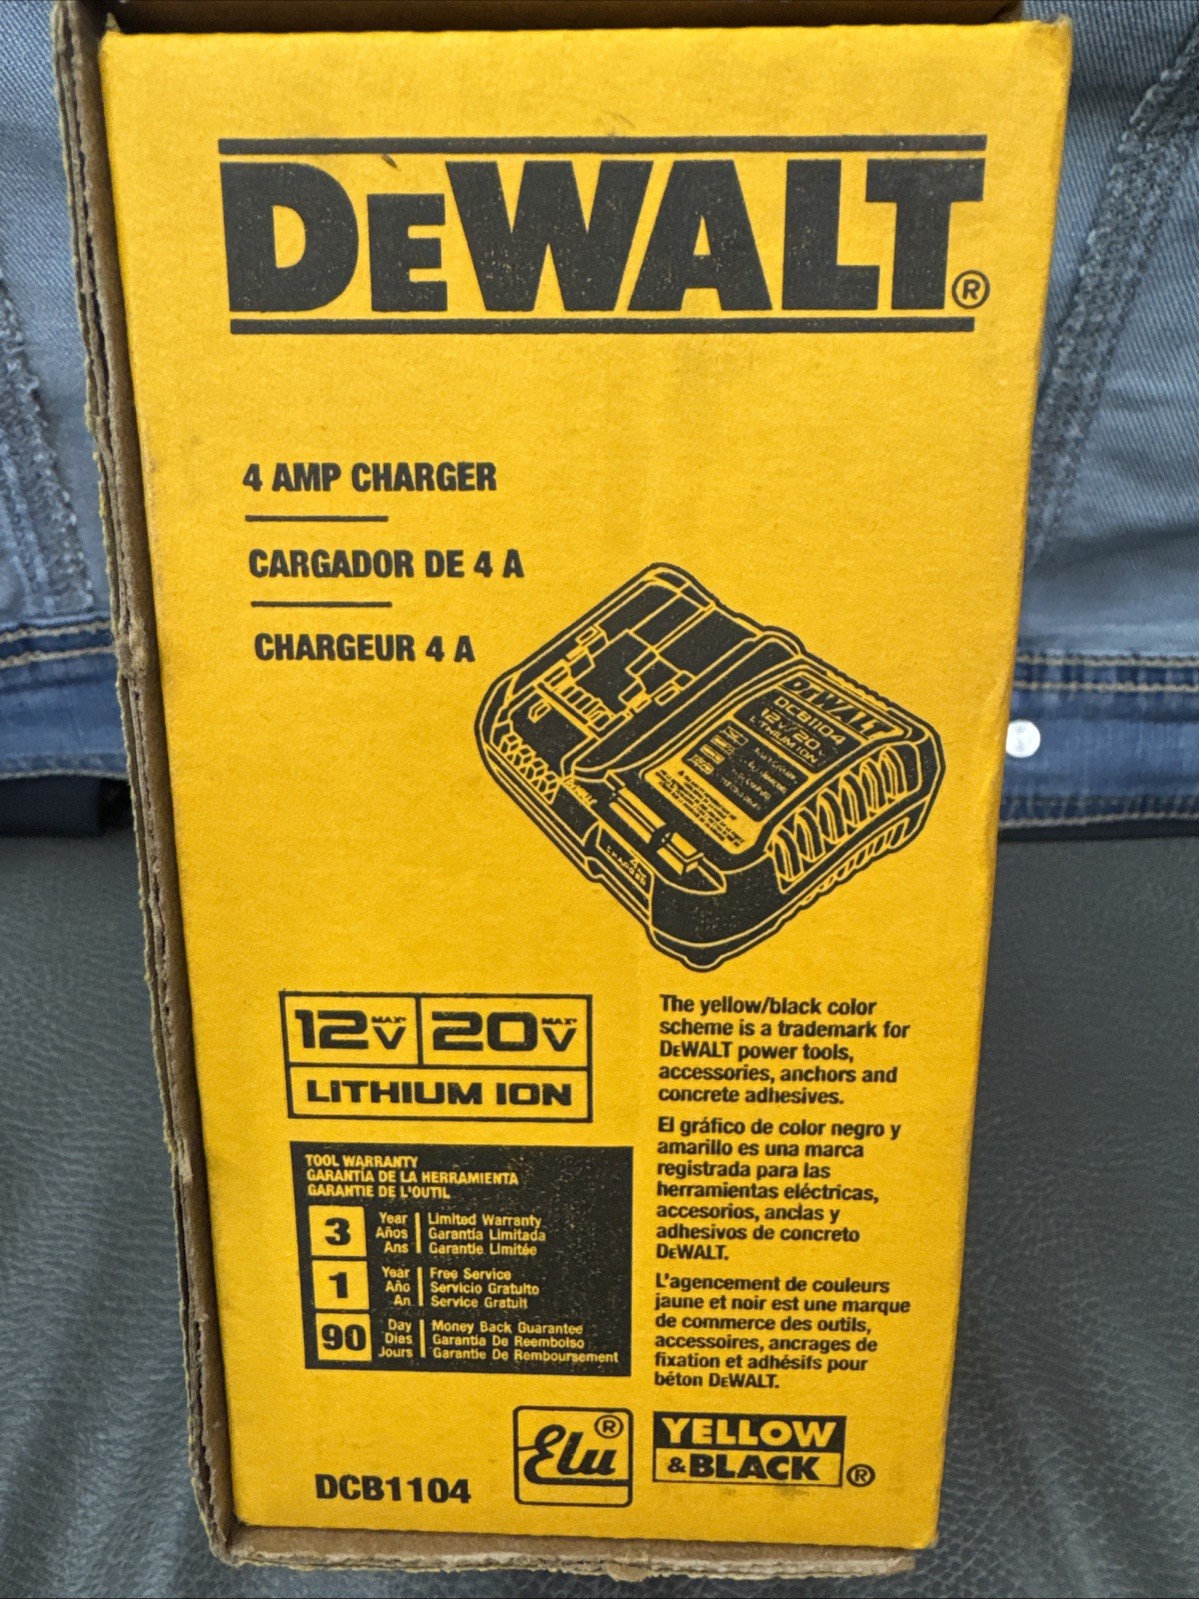 DEWALT®
4 AMP CHARGER
CARGADOR DE 4 A
CHARGEUR 4 A
DEWALT
DCB1104
12V/20V
LITHIUM ION
4
CHARGER
12V MAX* 20V MAX*
LITHIUM ION
TOOL WARRANTY
GARANTÍA DE LA HERRAMIENTA
GARANTIE DE L'OUTIL
3 Year Limited Warranty
Años Garantía Limitada
Ans Garantie Limitée
1 Year Free Service
Año Servicio Gratuito
An Service Gratuit
90 Day Money Back Guarantee
Días Garantía De Reembolso
Jours Garantie De Remboursement
The yellow/black color
scheme is a trademark for
DEWALT power tools,
accessories, anchors and
concrete adhesives.
El gráfico de color negro y
amarillo es una marca
registrada para las
herramientas eléctricas,
accesorios, anclas y
adhesivos de concreto
DEWALT.
L'agencement de couleurs
jaune et noir est une marque
de commerce des outils,
accessoires, ancrages de
fixation et adhésifs pour
béton DEWALT.
DCB1104
Elu®
YELLOW
&BLACK®